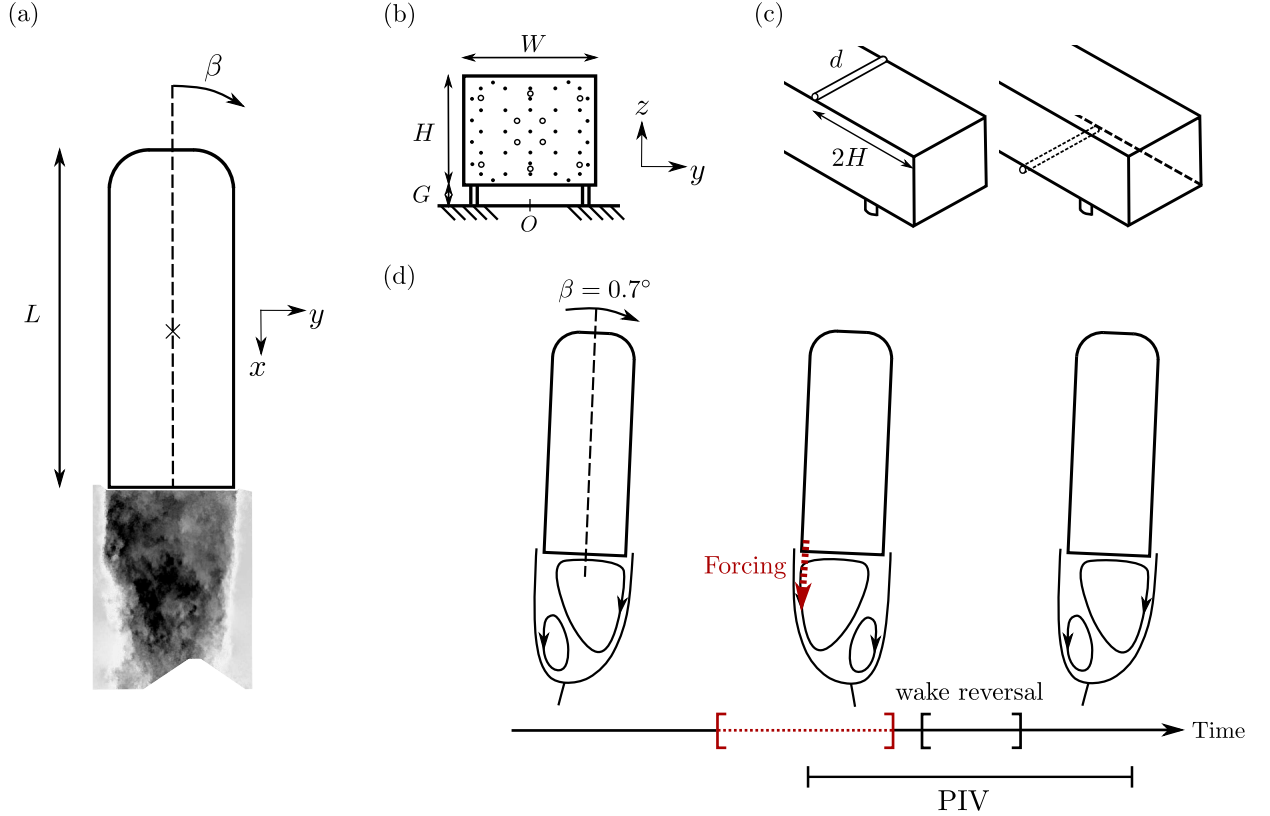 (a)
β
L
y
x
(b)
W
H
G
z
y
O
(c)
d
2H
(d)
β = 0.7°
Forcing
wake reversal
Time
PIV